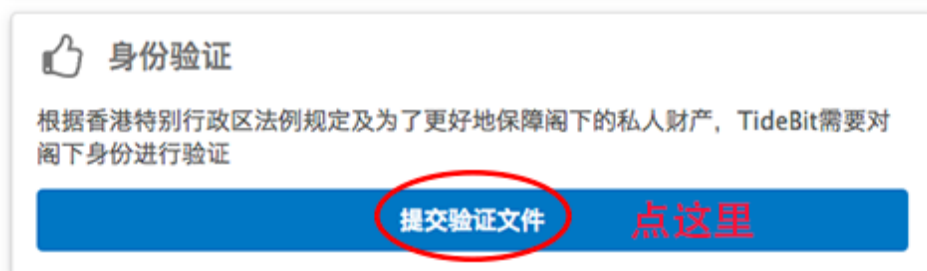 身份验证
根据香港特别行政区法例规定及为了更好地保障阁下的私人财产，TideBit需要对
阁下身份进行验证
提交验证文件 点这里